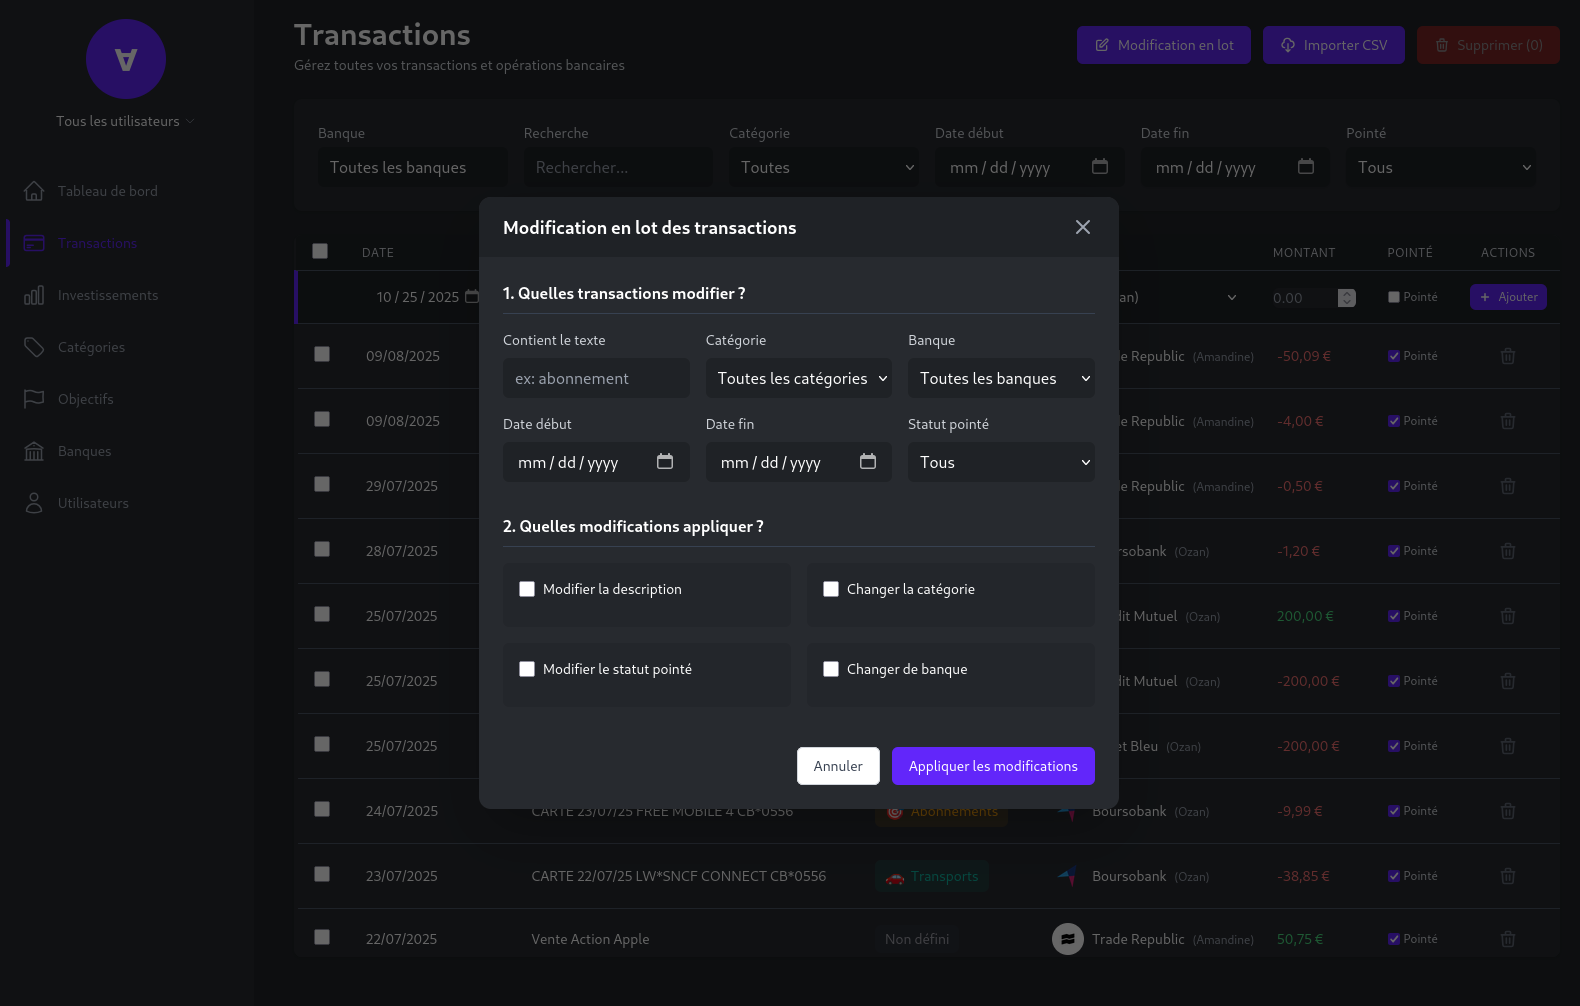 ∀
Tous les utilisateurs
Tableau de bord
Transactions
Investissements
Catégories
Objectifs
Banques
Utilisateurs
Transactions
Gérez toutes vos transactions et opérations bancaires
Modification en lot
Importer CSV
Supprimer (0)
Banque
Recherche
Catégorie
Date début
Date fin
Pointé
Toutes les banques
Rechercher...
Toutes
mm / dd / yyyy
mm / dd / yyyy
Tous
DATE
MONTANT
POINTÉ
ACTIONS
10 / 25 / 2025
an)
0.00
Pointé
+ Ajouter
09/08/2025
e Republic (Amandine)
-50,09 €
Pointé
09/08/2025
e Republic (Amandine)
-4,00 €
Pointé
29/07/2025
e Republic (Amandine)
-0,50 €
Pointé
28/07/2025
rsobank (Ozan)
-1,20 €
Pointé
25/07/2025
dit Mutuel (Ozan)
200,00 €
Pointé
25/07/2025
dit Mutuel (Ozan)
-200,00 €
Pointé
25/07/2025
et Bleu (Ozan)
-200,00 €
Pointé
24/07/2025
CARTE 23/07/25 FREE MOBILE 4 CB*0556
Abonnements
Boursobank (Ozan)
-9,99 €
Pointé
23/07/2025
CARTE 22/07/25 LW*SNCF CONNECT CB*0556
Transports
Boursobank (Ozan)
-38,85 €
Pointé
22/07/2025
Vente Action Apple
Non défini
Trade Republic (Amandine)
50,75 €
Pointé
Modification en lot des transactions
1. Quelles transactions modifier ?
Contient le texte
Catégorie
Banque
ex: abonnement
Toutes les catégories
Toutes les banques
Date début
Date fin
Statut pointé
mm / dd / yyyy
mm / dd / yyyy
Tous
2. Quelles modifications appliquer ?
Modifier la description
Changer la catégorie
Modifier le statut pointé
Changer de banque
Annuler
Appliquer les modifications